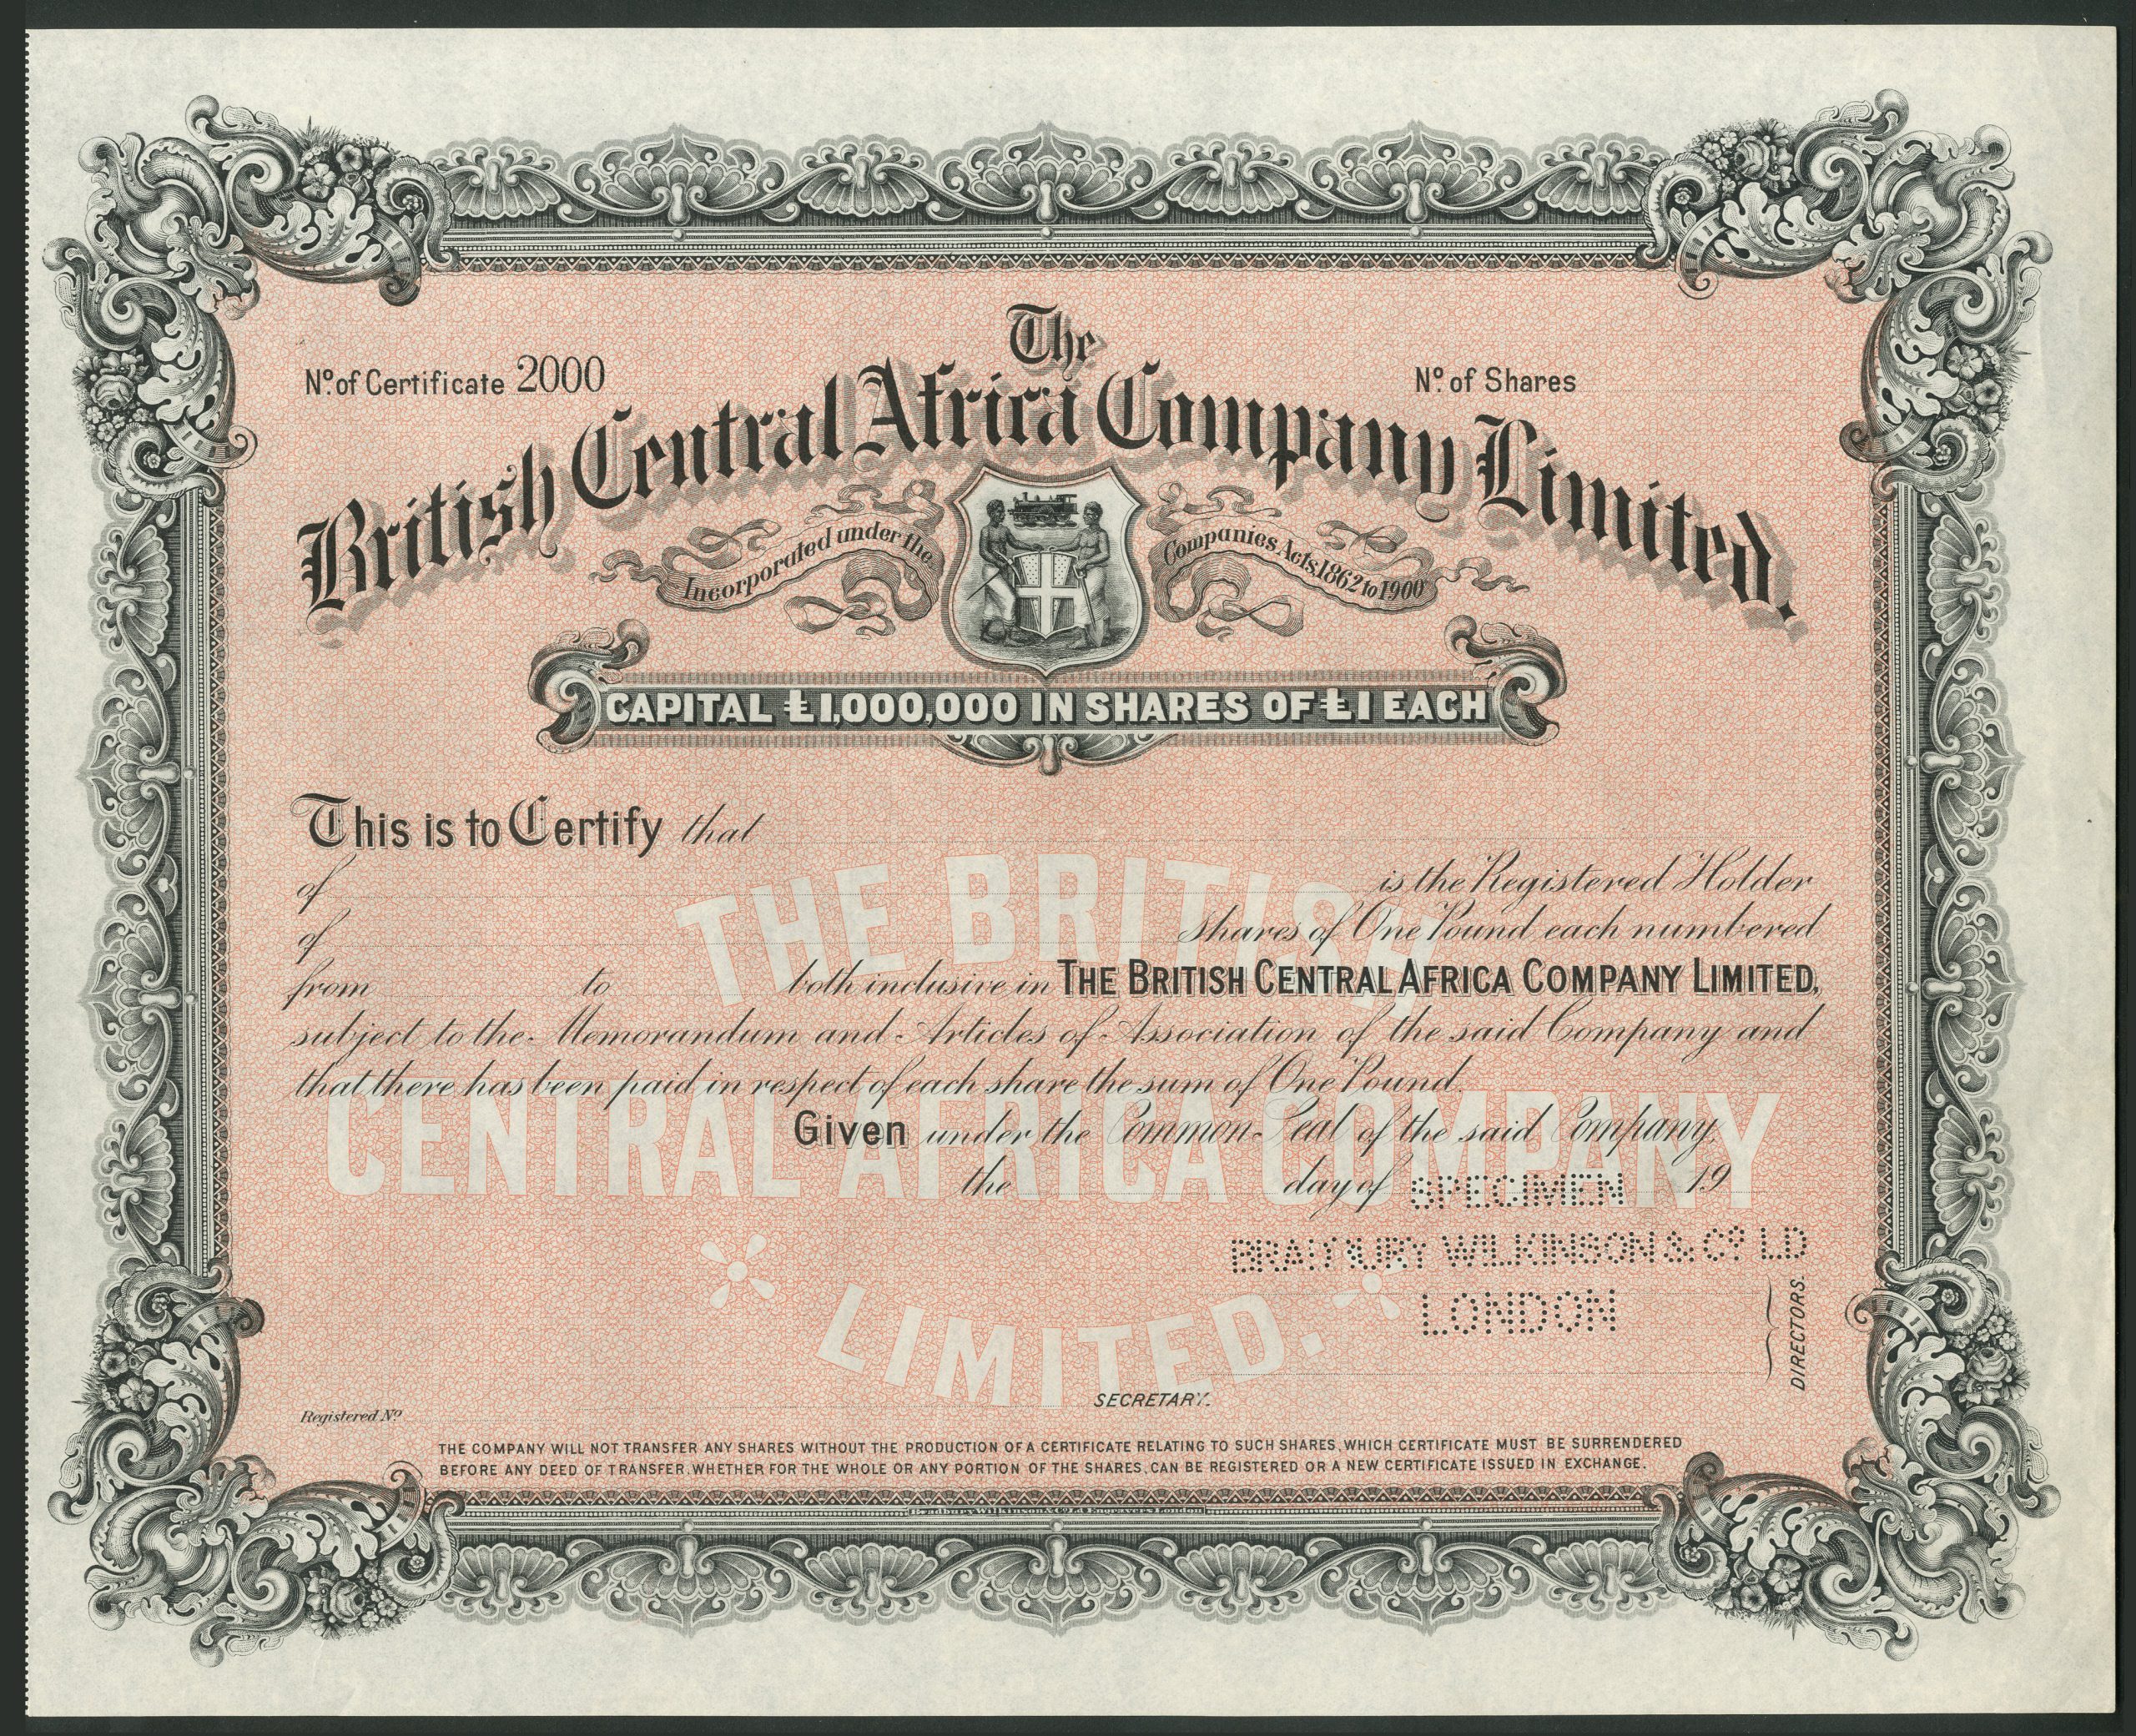 The
Nº of Certificate 2000
Nº of Shares
British Central Africa Company Limited.
Incorporated under the Companies Acts, 1862 to 1900
CAPITAL £1,000,000 IN SHARES OF £1 EACH
This is to Certify that
of is the Registered Holder
of shares of One Pound each numbered
from to both inclusive in THE BRITISH CENTRAL AFRICA COMPANY LIMITED,
subject to the Memorandum and Articles of Association of the said Company and
that there has been paid in respect of each share the sum of One Pound.
Given under the Common Seal of the said Company,
the day of SPECIMEN 19
THE BRITISH
CENTRAL AFRICA COMPANY
LIMITED.
BRADBURY WILKINSON & Cº LD
LONDON
DIRECTORS.
SECRETARY.
Registered Nº
THE COMPANY WILL NOT TRANSFER ANY SHARES WITHOUT THE PRODUCTION OF A CERTIFICATE RELATING TO SUCH SHARES, WHICH CERTIFICATE MUST BE SURRENDERED
BEFORE ANY DEED OF TRANSFER, WHETHER FOR THE WHOLE OR ANY PORTION OF THE SHARES, CAN BE REGISTERED OR A NEW CERTIFICATE ISSUED IN EXCHANGE.
Bradbury Wilkinson & Cº Ld Engravers London